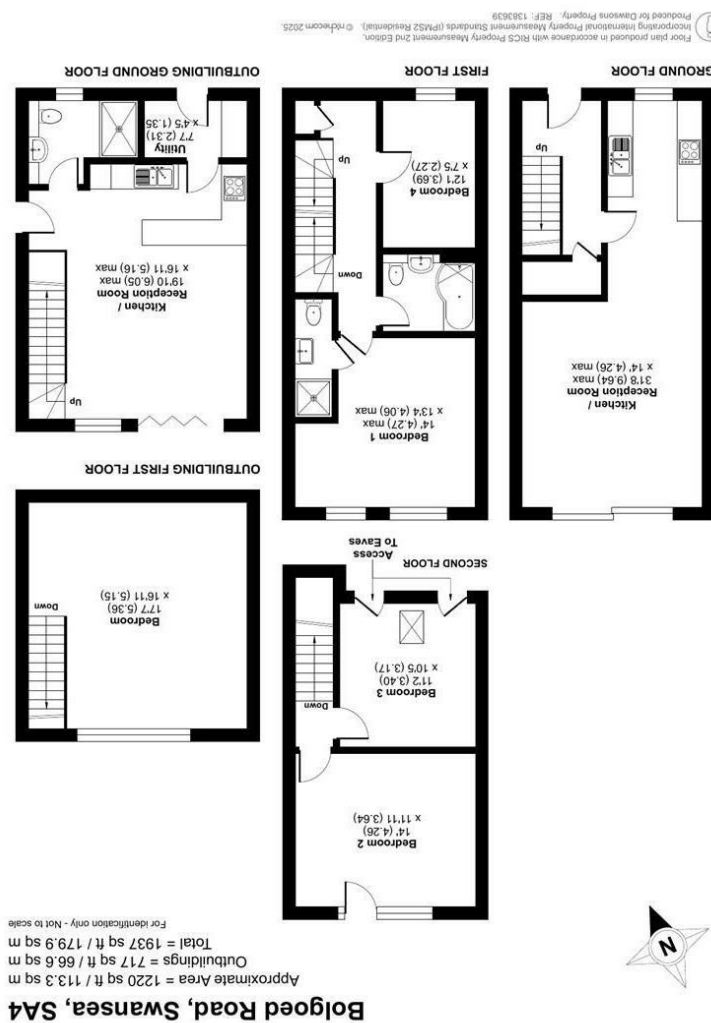 Bolgoed Road, Swansea, SA4
Approximate Area = 1220 sq ft / 113.3 sq m
Outbuildings = 717 sq ft / 66.6 sq m
Total = 1937 sq ft / 179.9 sq m
For identification only - Not to scale
N
Bedroom 2
14' (4.26)
x 11'11 (3.64)
Down
Bedroom 3
11'2 (3.40)
x 10'5 (3.17)
Access
To Eaves
SECOND FLOOR
Down
Bedroom
17'7 (5.36)
x 16'11 (5.15)
OUTBUILDING FIRST FLOOR
Kitchen /
Reception Room
31'8 (9.64) max
x 14' (4.26) max
Up
GROUND FLOOR
Bedroom 1
14' (4.27) max
x 13'4 (4.06) max
Down
Up
Bedroom 4
12'1 (3.69)
x 7'5 (2.27)
FIRST FLOOR
Up
Kitchen /
Reception Room
19'10 (6.05) max
x 16'11 (5.16) max
Utility
7'7 (2.31)
x 4'5 (1.35)
OUTBUILDING GROUND FLOOR
Floor plan produced in accordance with RICS Property Measurement 2nd Edition.
Incorporating International Property Measurement Standards (IPMS2 Residential). © nichecom 2025.
Produced for Dawsons Property. REF: 1383639